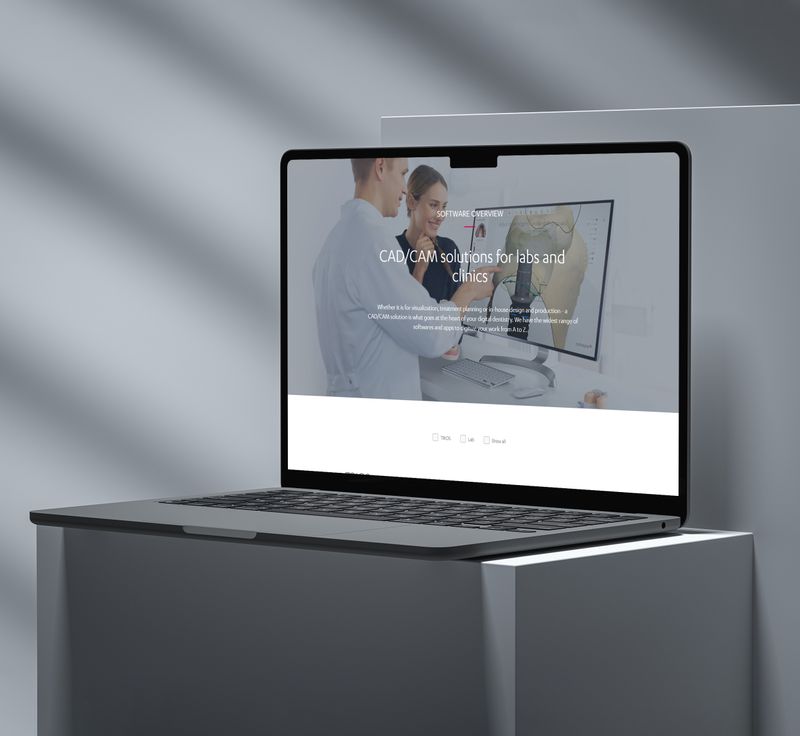 SOFTWARE OVERVIEW
CAD/CAM solutions for labs and
clinics
Whether it is for visualization, treatment planning or in-house design and production - a
CAD/CAM solution is what goes at the heart of your digital dentistry. We have the widest range of
softwares and apps to digitize your work from A to Z.
TRIOS
Lab
Show all